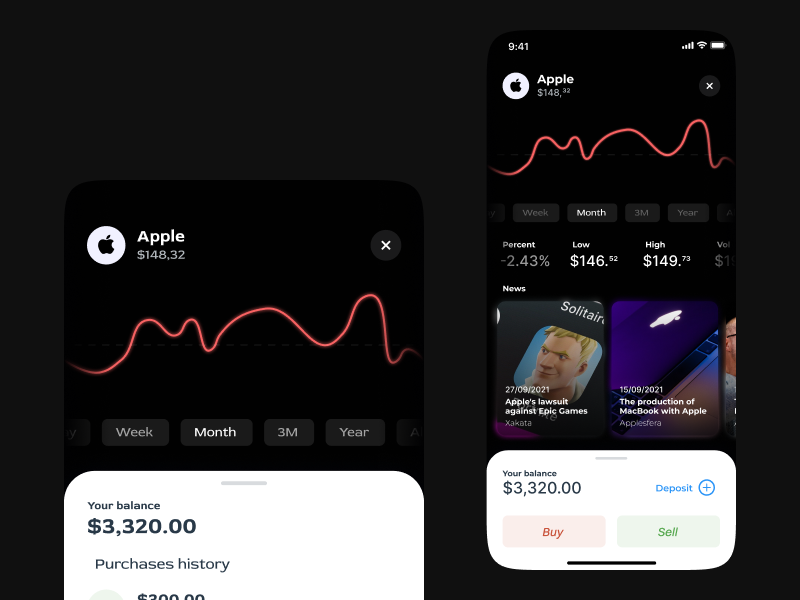 Apple
$148,32
Week
Month
3M
Year
Your balance
$3,320.00
Purchases history
$300.00
9:41
Apple
$148,32
Week
Month
3M
Year
Percent
Low
High
Vol
-2.43%
$146.52
$149.73
News
Solitaire
27/09/2021
Apple's lawsuit
against Epic Games
Xakata
15/09/2021
The production of
MacBook with Apple
Applesfera
Your balance
$3,320.00
Deposit
Buy
Sell